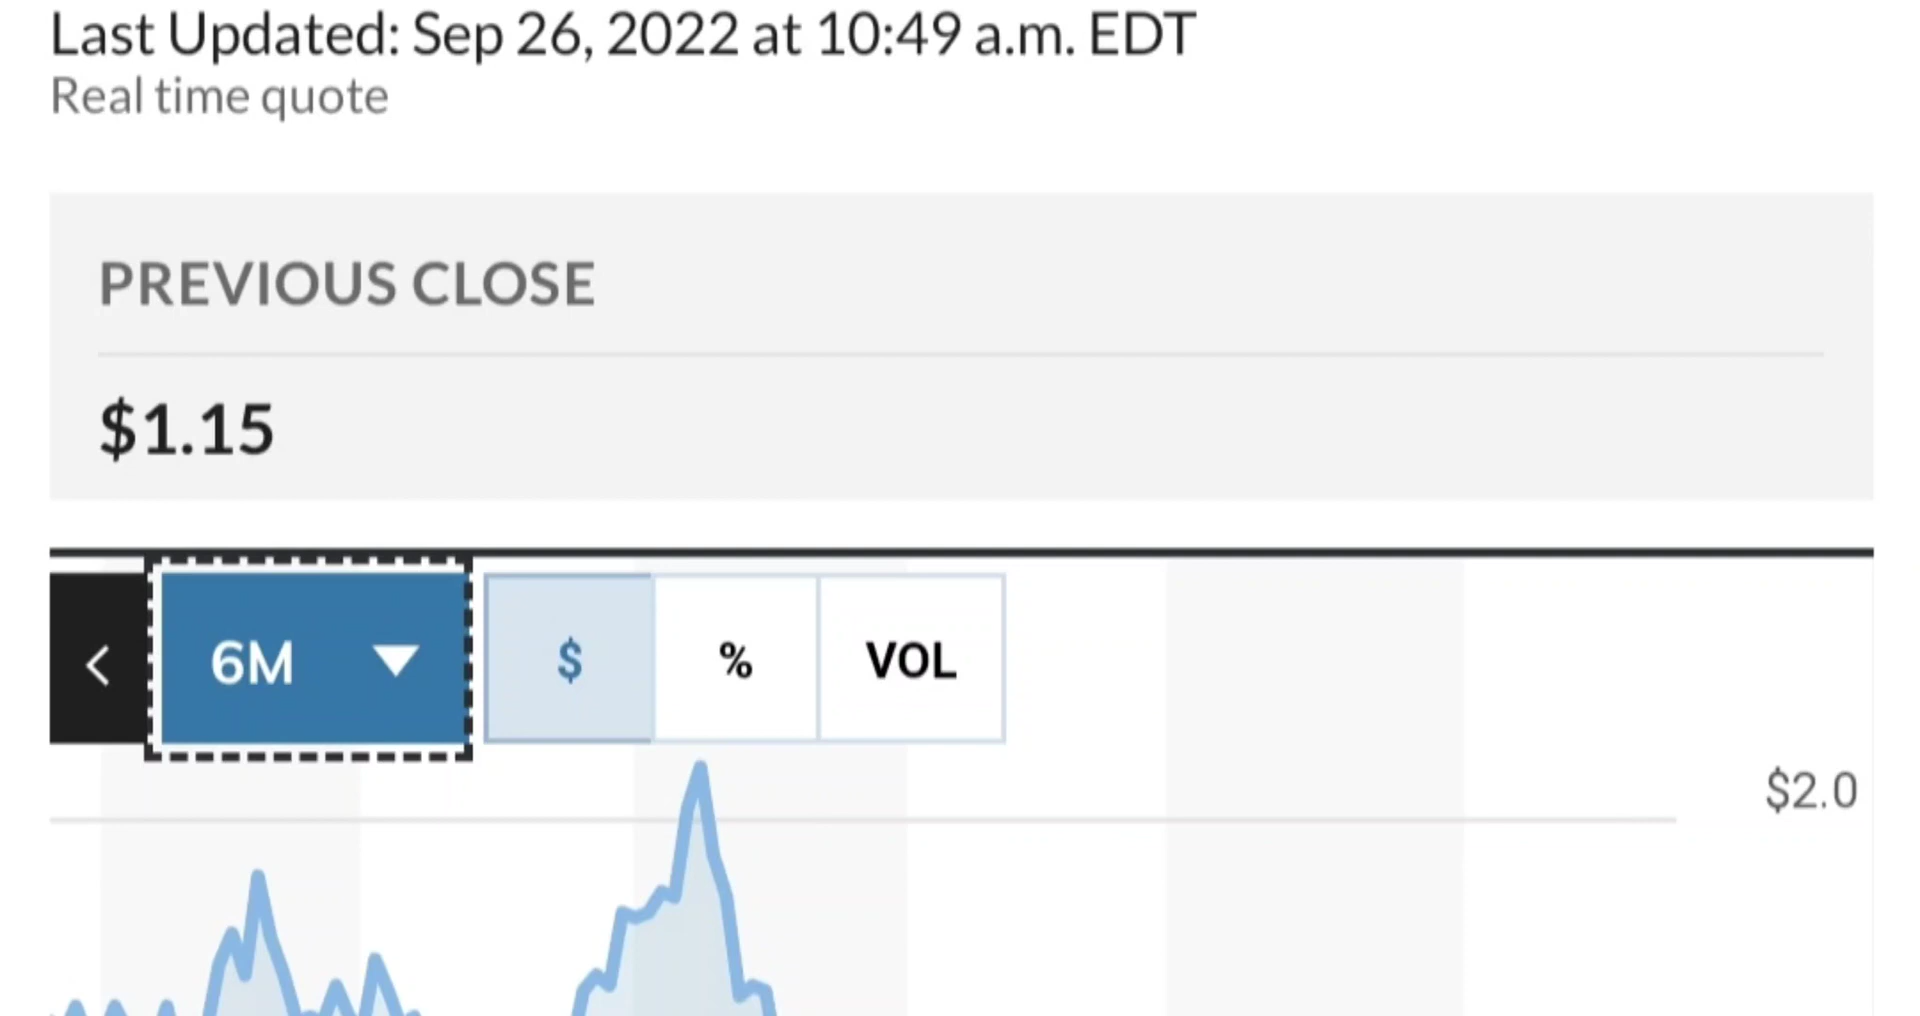 Last Updated: Sep 26, 2022 at 10:49 a.m. EDT
Real time quote
PREVIOUS CLOSE
$1.15
6M $ % VOL
$2.0